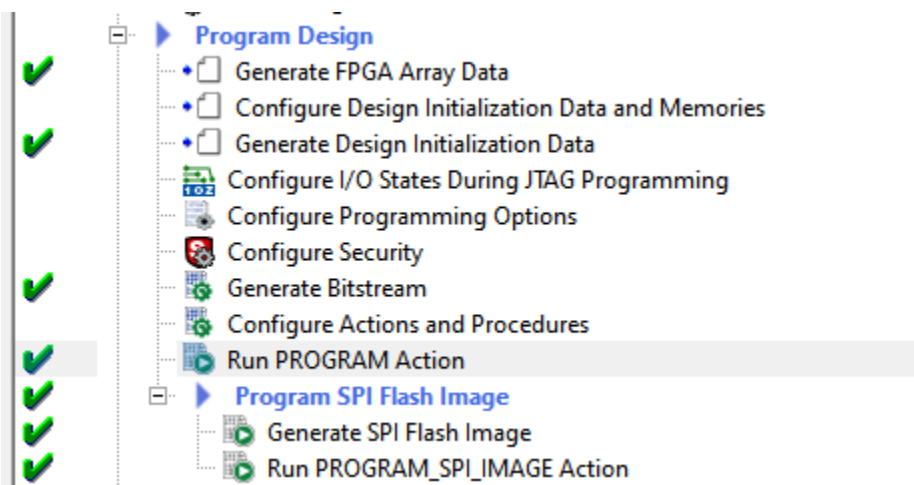 Program Design
Generate FPGA Array Data
Configure Design Initialization Data and Memories
Generate Design Initialization Data
Configure I/O States During JTAG Programming
Configure Programming Options
Configure Security
Generate Bitstream
Configure Actions and Procedures
Run PROGRAM Action
Program SPI Flash Image
Generate SPI Flash Image
Run PROGRAM_SPI_IMAGE Action